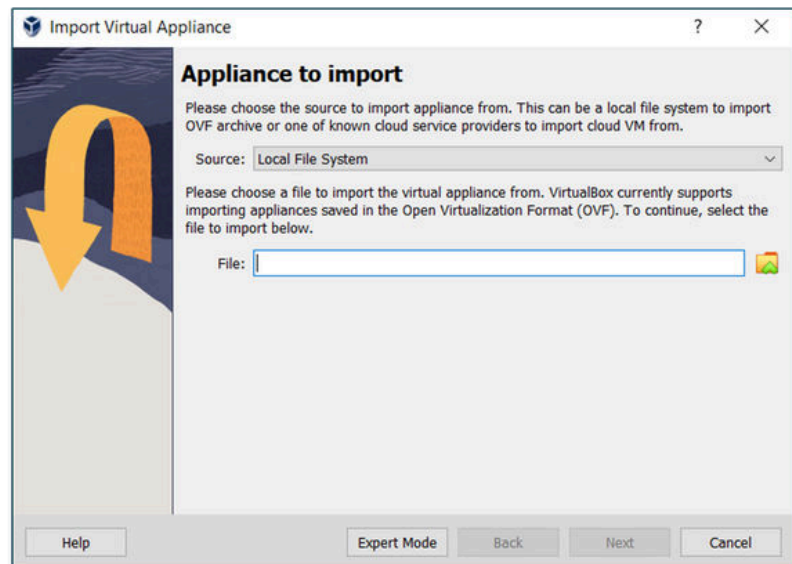 Import Virtual Appliance
?
Appliance to import
Please choose the source to import appliance from. This can be a local file system to import
OVF archive or one of known cloud service providers to import cloud VM from.
Source: Local File System
Please choose a file to import the virtual appliance from. VirtualBox currently supports
importing appliances saved in the Open Virtualization Format (OVF). To continue, select the
file to import below.
File:
Help Expert Mode Back Next Cancel